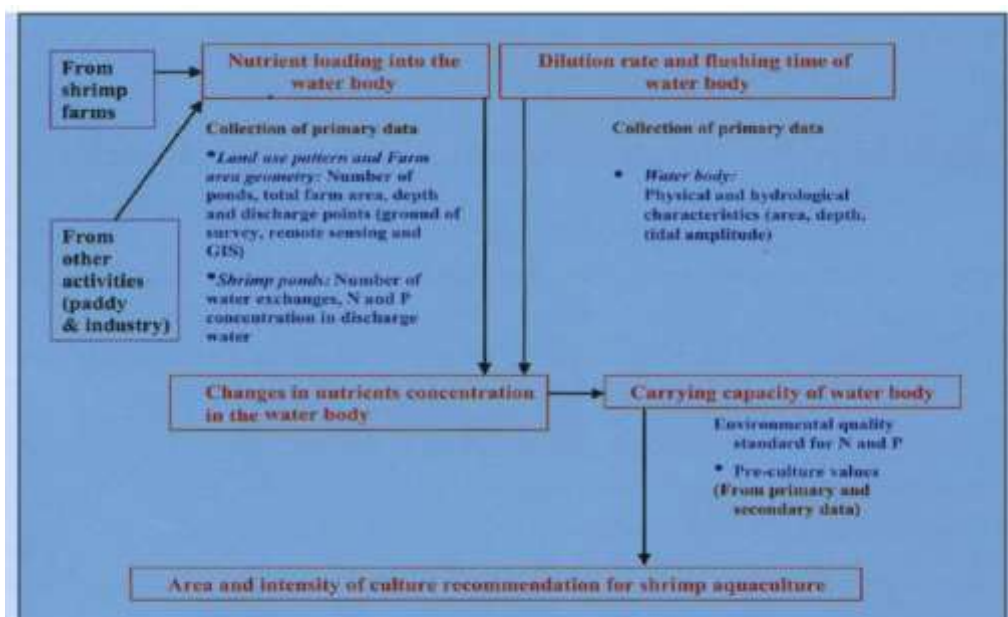 From
shrimp
farms
Nutrient loading into the
water body
Dilution rate and flushing time of
water body
From
other
activities
(paddy
& industry)
Collection of primary data
*Land use pattern and Farm
area geometry: Number of
ponds, total farm area, depth
and discharge points (ground of
survey, remote sensing and
GIS)
*Shrimp ponds: Number of
water exchanges, N and P
concentration in discharge
water
Collection of primary data
• Water body:
Physical and hydrological
characteristics (area, depth,
tidal amplitude)
Changes in nutrients concentration
in the water body
Carrying capacity of water body
Environmental quality
standard for N and P
* Pre-culture values
(From primary and
secondary data)
Area and intensity of culture recommendation for shrimp aquaculture